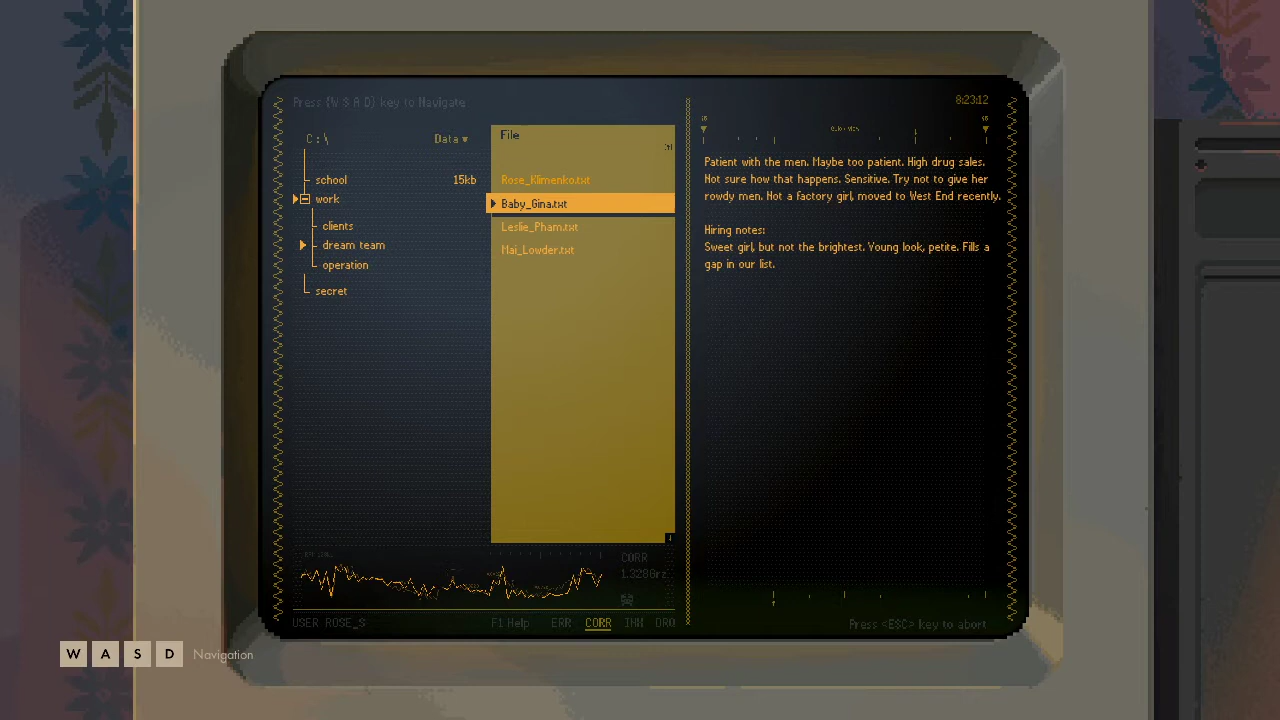 Press (W S A D) key to Navigate
8:23:12
C:\
Data ▾
File
school 15kb
work
clients
dream team
operation
secret
Rose_Klimenko.txt
Baby_Gina.txt
Leslie_Pham.txt
Mai_Lowder.txt
Patient with the men. Maybe too patient. High drug sales.
Not sure how that happens. Sensitive. Try not to give her
rowdy men. Not a factory girl, moved to West End recently.
Hiring notes:
Sweet girl, but not the brightest. Young look, petite. Fills a
gap in our list.
CORR
USER ROSE_S
F1 Help ERR CORR INN DRO
Press <ESC> key to abort
W A S D Navigation